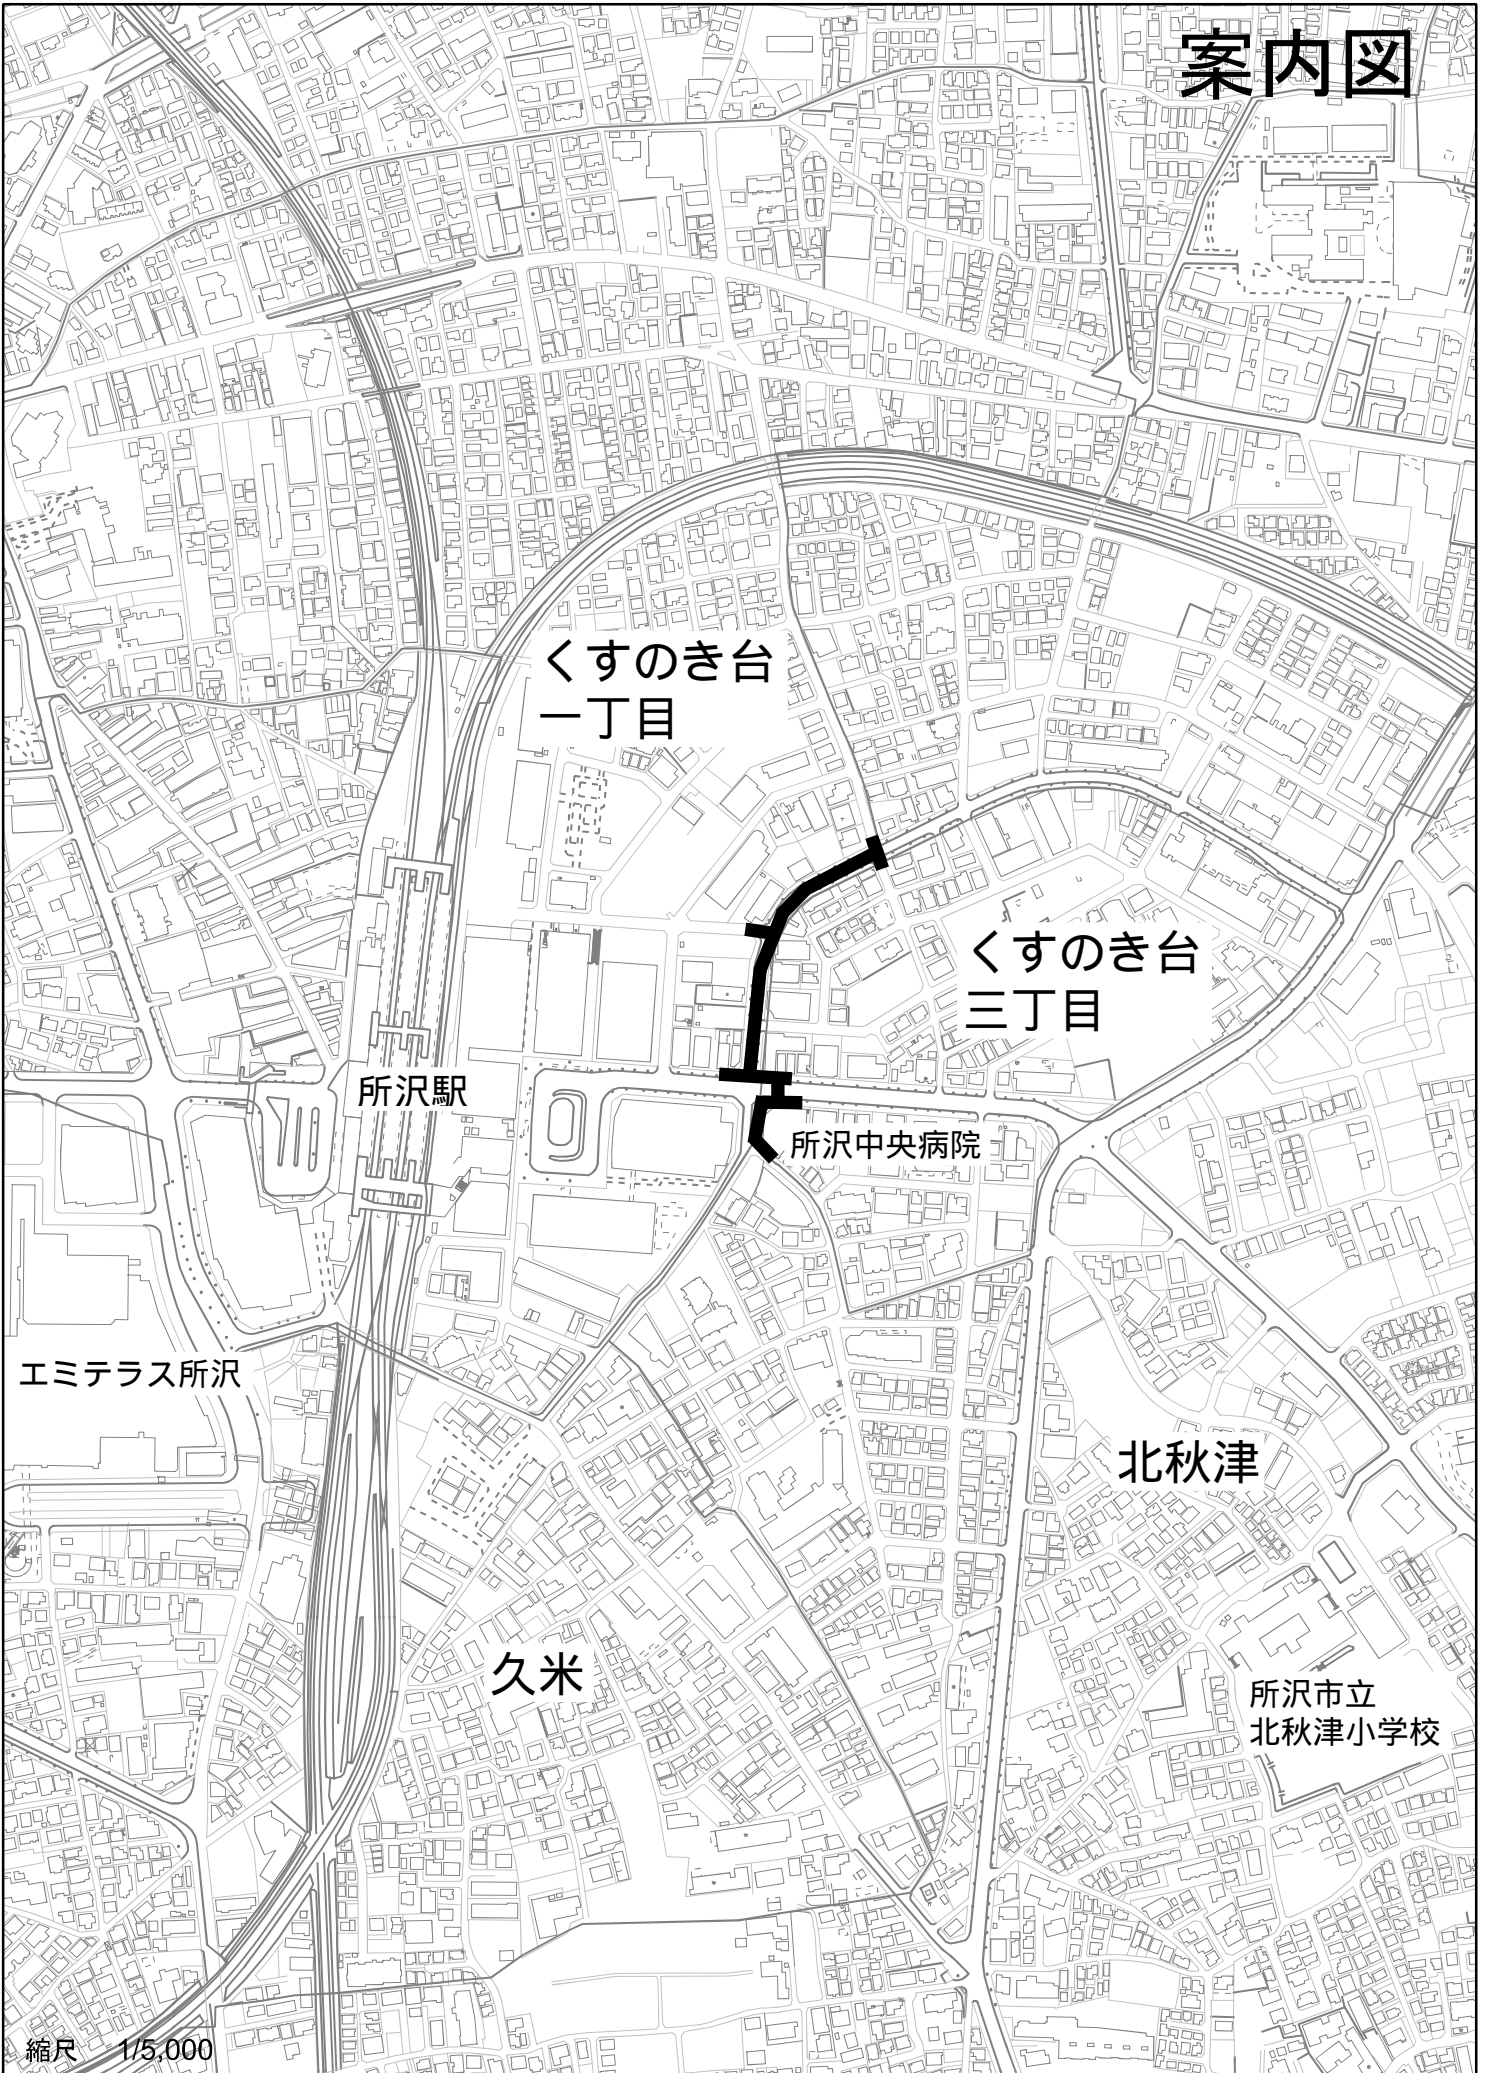 案内図
くすのき台
一丁目
くすのき台
三丁目
所沢駅
所沢中央病院
エミテラス所沢
北秋津
久米
所沢市立
北秋津小学校
縮尺 1/5,000